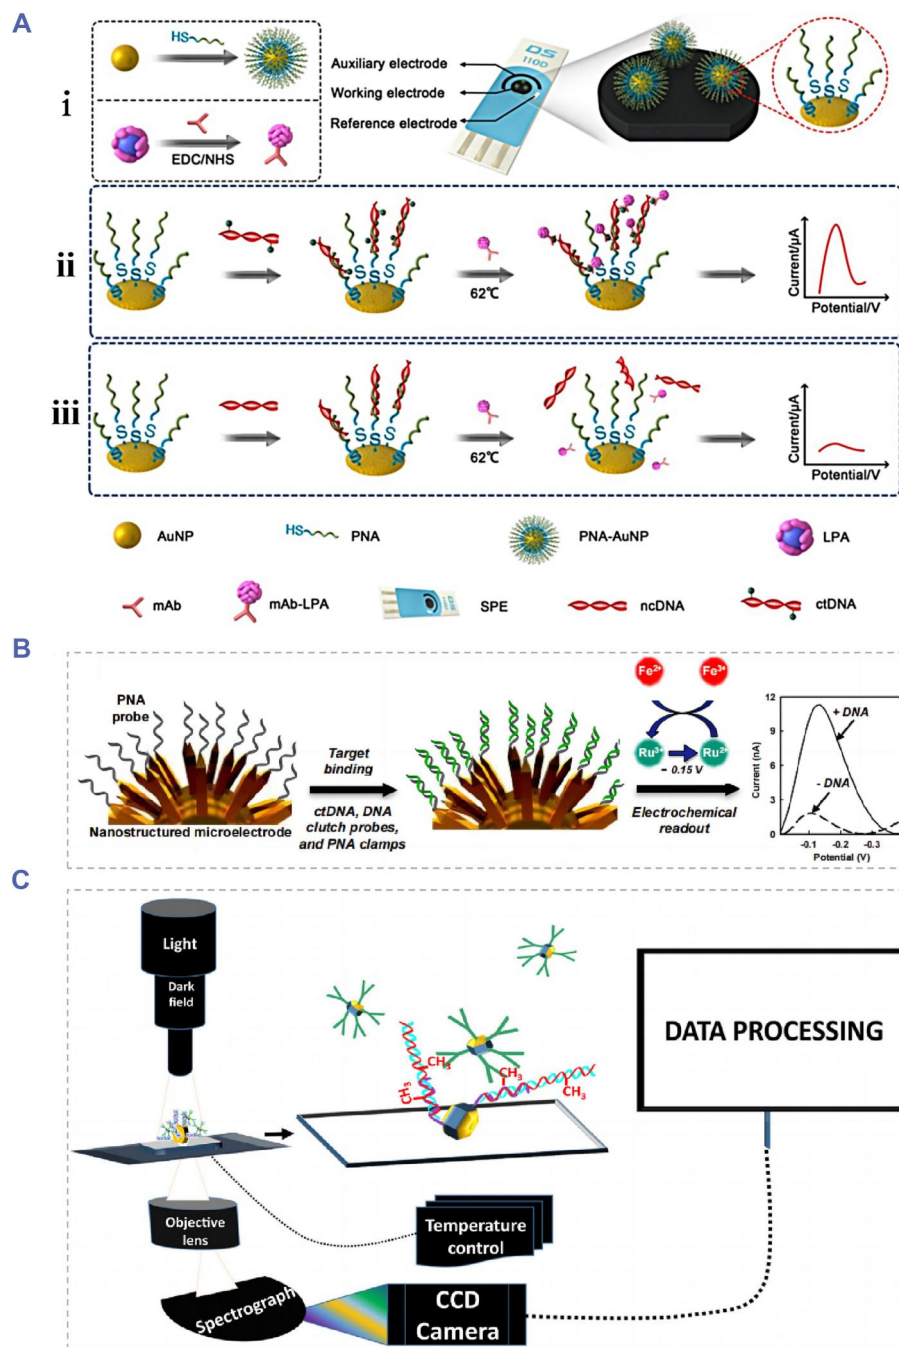 A
HS
i
EDC/NHS
Auxiliary electrode
Working electrode
Reference electrode
DS
110D
S S S
ii
S S S
62℃
S S S
S S S
Current/μA
Potential/V
iii
S S S
62℃
S S S
S S S
Current/μA
Potential/V
AuNP
HS
PNA
PNA-AuNP
LPA
mAb
mAb-LPA
DS
SPE
ncDNA
ctDNA
B
PNA
probe
Nanostructured microelectrode
Target
binding
ctDNA, DNA
clutch probes,
and PNA clamps
Fe2+
Fe3+
Ru3+
Ru2+
- 0.15 V
Electrochemical
readout
Current (nA)
12
9
6
3
0
+ DNA
- DNA
-0.1
-0.2
-0.3
Potential (V)
C
Light
Dark
field
Objective
lens
Spectrograph
CH3
CH3
CH3
CH3
Temperature
control
CCD
Camera
DATA PROCESSING